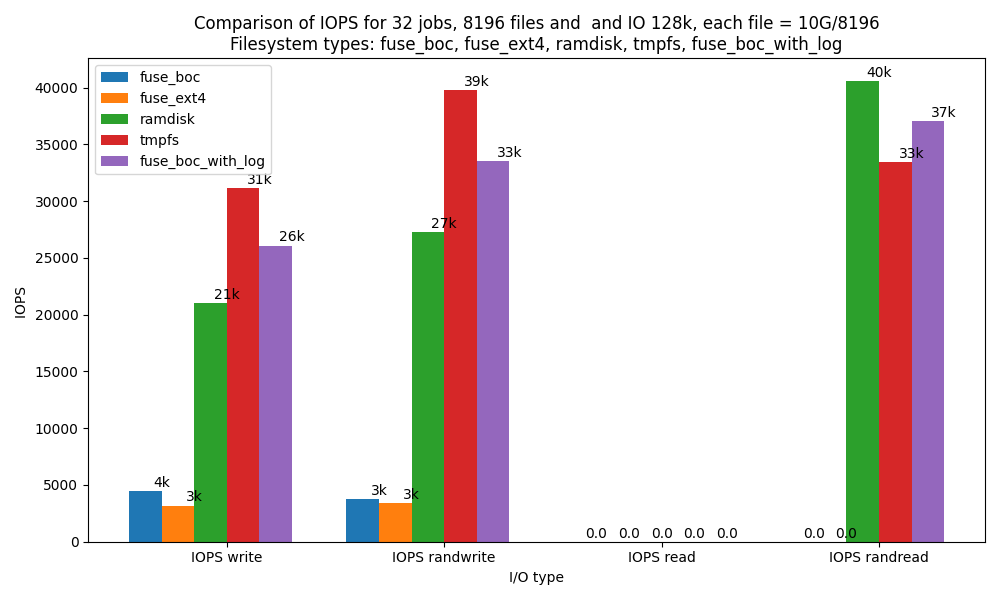 Comparison of IOPS for 32 jobs, 8196 files and  and IO 128k, each file = 10G/8196
Filesystem types: fuse_boc, fuse_ext4, ramdisk, tmpfs, fuse_boc_with_log
fuse_boc
fuse_ext4
ramdisk
tmpfs
fuse_boc_with_log
IOPS
40000
35000
30000
25000
20000
15000
10000
5000
0
4k
3k
21k
31k
26k
3k
3k
27k
39k
33k
0.0
0.0
0.0
0.0
0.0
0.0
0.0
40k
33k
37k
IOPS write
IOPS randwrite
IOPS read
IOPS randread
I/O type